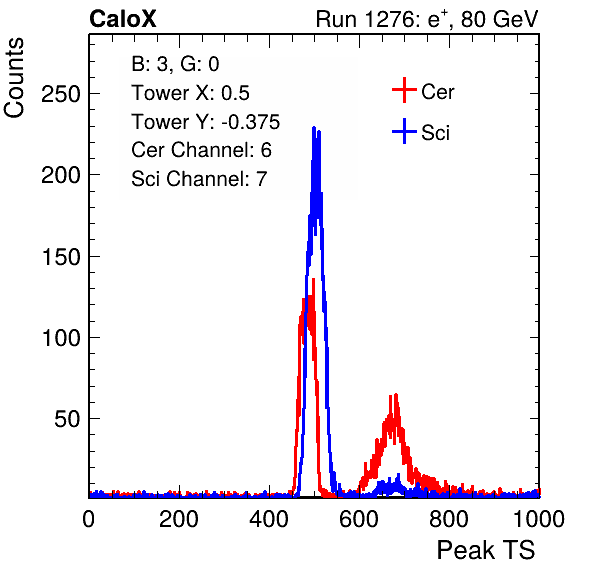 CaloX Run 1276: e⁺, 80 GeV
B: 3, G: 0
Tower X: 0.5
Tower Y: -0.375
Cer Channel: 6
Sci Channel: 7
Cer
Sci
Counts
250
200
150
100
50
0 200 400 600 800 1000
Peak TS